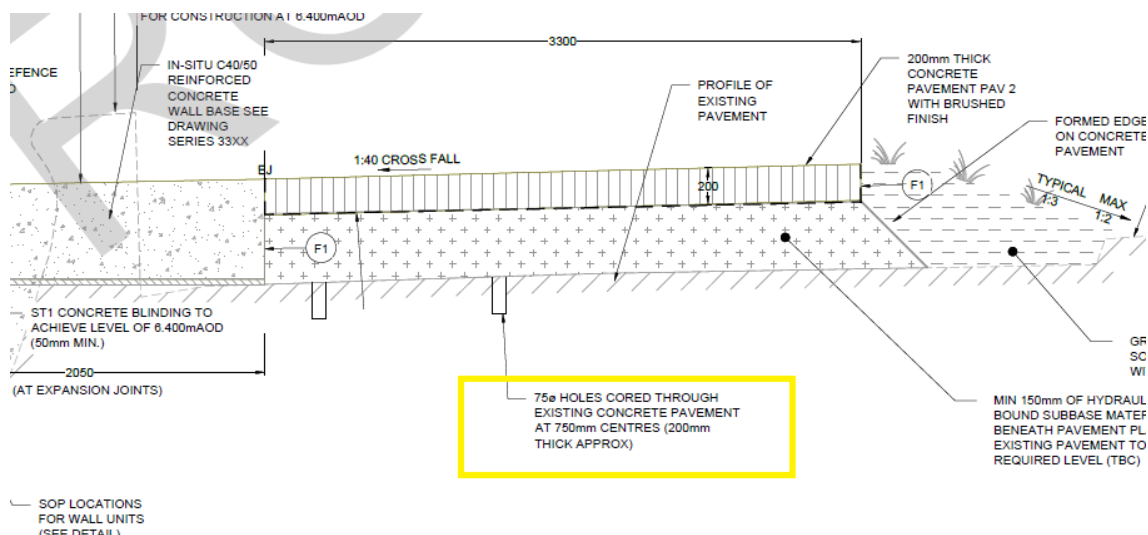 FOR CONSTRUCTION AT 6.400mAOD
3300
EFENCE
IN-SITU C40/50
REINFORCED
CONCRETE
WALL BASE SEE
DRAWING
SERIES 33XX
PROFILE OF
EXISTING
PAVEMENT
200mm THICK
CONCRETE
PAVEMENT PAV 2
WITH BRUSHED
FINISH
FORMED EDGE
ON CONCRETE
PAVEMENT
EJ
1:40 CROSS FALL
200
F1
TYPICAL MAX
1:3 1:2
F1
ST1 CONCRETE BLINDING TO
ACHIEVE LEVEL OF 6.400mAOD
(50mm MIN.)
2050
(AT EXPANSION JOINTS)
75ø HOLES CORED THROUGH
EXISTING CONCRETE PAVEMENT
AT 750mm CENTRES (200mm
THICK APPROX)
GR
SO
WI
MIN 150mm OF HYDRAUL
BOUND SUBBASE MATER
BENEATH PAVEMENT PL
EXISTING PAVEMENT TO
REQUIRED LEVEL (TBC)
SOP LOCATIONS
FOR WALL UNITS
(SEE DETAIL)